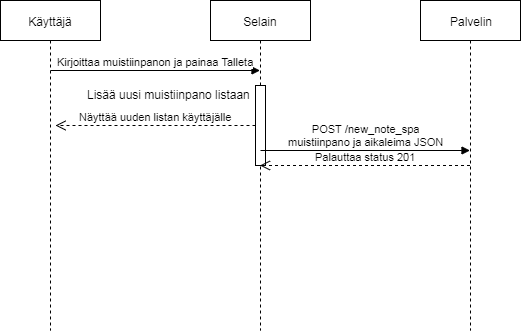 Käyttäjä
Selain
Palvelin
Kirjoittaa muistiinpanon ja painaa Talleta
Lisää uusi muistiinpano listaan
Näyttää uuden listan käyttäjälle
POST /new_note_spa
muistiinpano ja aikaleima JSON
Palauttaa status 201